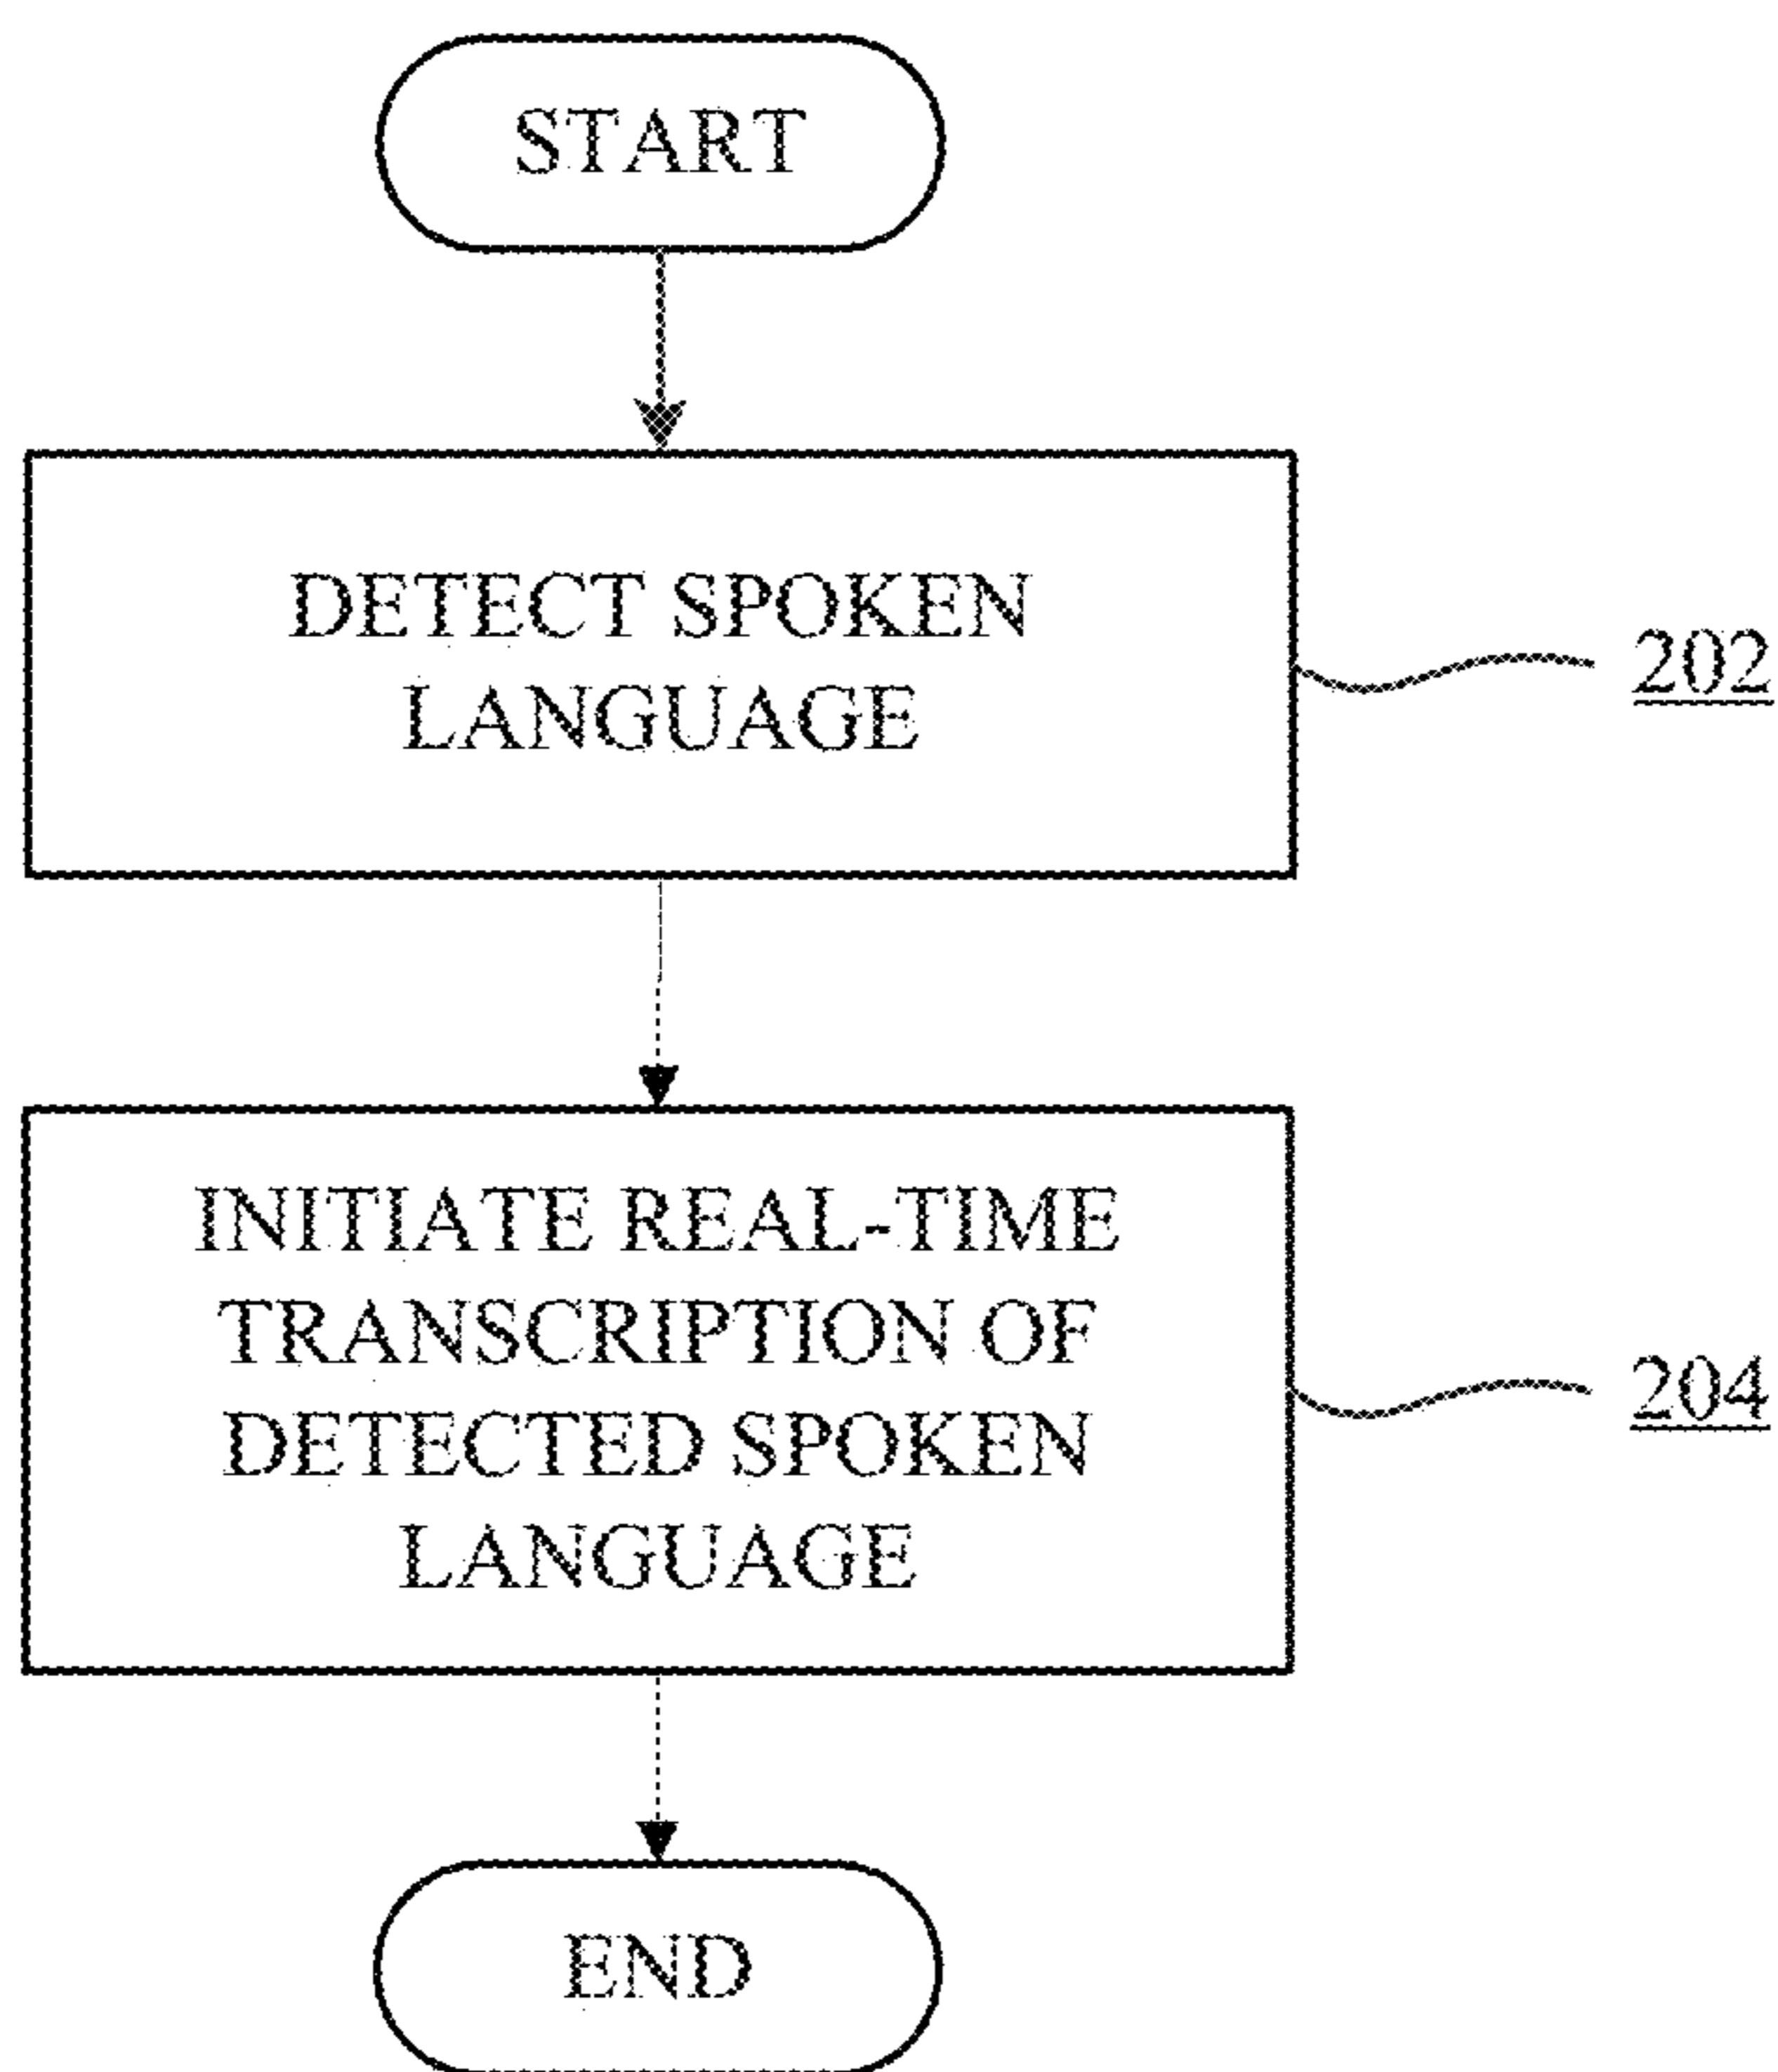 START
DETECT SPOKEN
LANGUAGE
202
INITIATE REAL-TIME
TRANSCRIPTION OF
DETECTED SPOKEN
LANGUAGE
204
END